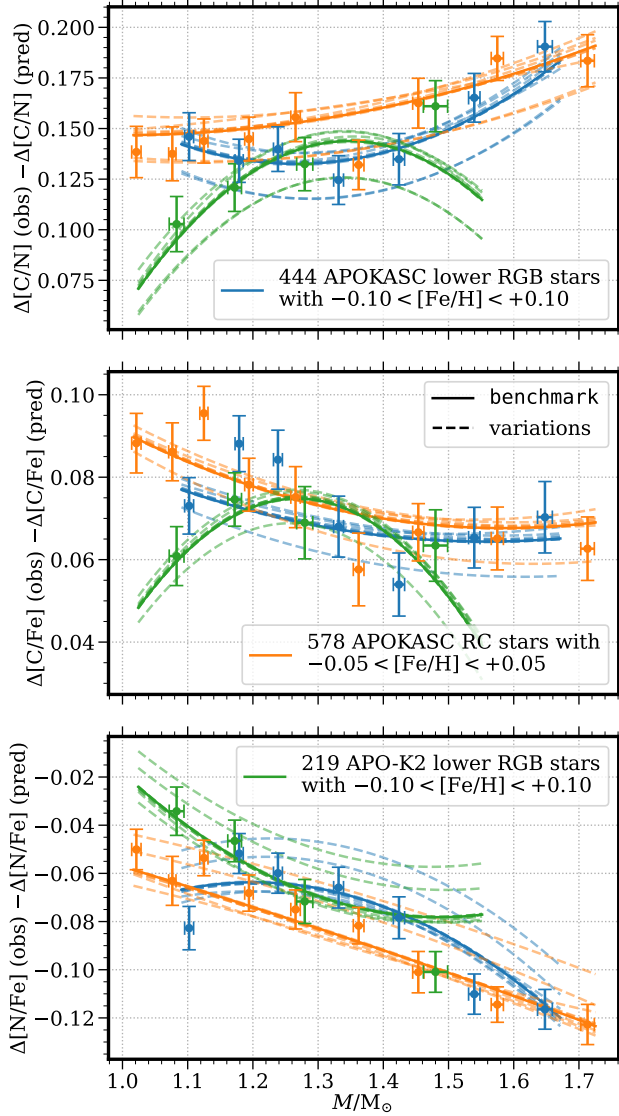 0.200
0.175
0.150
0.125
0.100
0.075
Δ[C/N] (obs) −Δ[C/N] (pred)
444 APOKASC lower RGB stars
with −0.10 < [Fe/H] < +0.10
0.10
0.08
0.06
0.04
Δ[C/Fe] (obs) −Δ[C/Fe] (pred)
benchmark
variations
578 APOKASC RC stars with
−0.05 < [Fe/H] < +0.05
−0.02
−0.04
−0.06
−0.08
−0.10
−0.12
Δ[N/Fe] (obs) −Δ[N/Fe] (pred)
219 APO-K2 lower RGB stars
with −0.10 < [Fe/H] < +0.10
1.0 1.1 1.2 1.3 1.4 1.5 1.6 1.7
M/M⊙